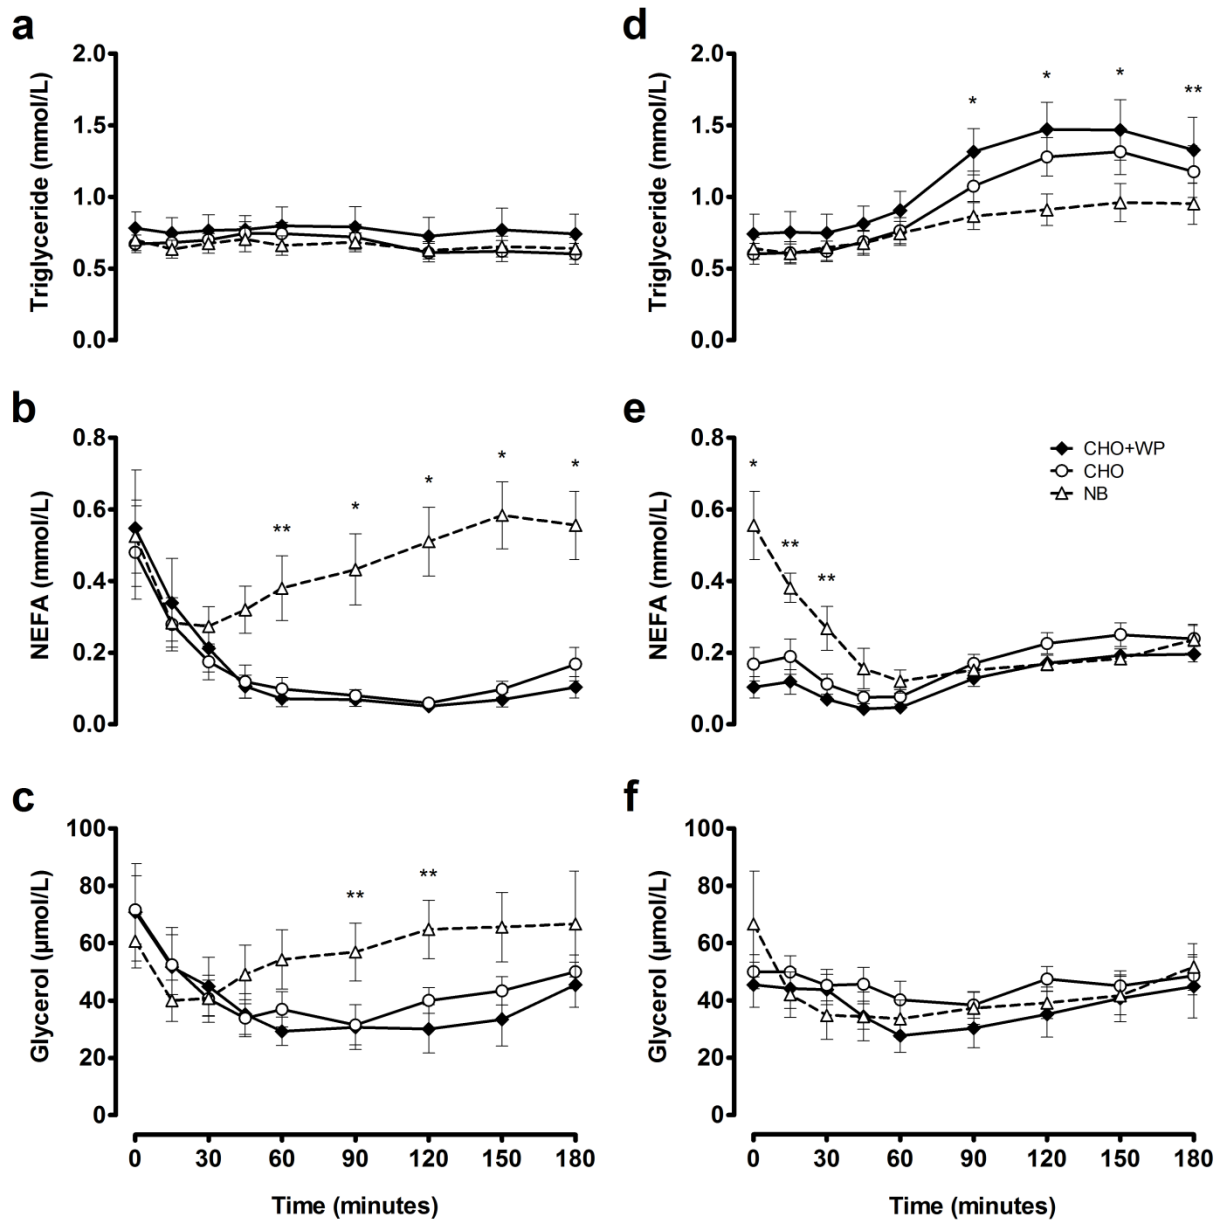 a
2.0
1.5
1.0
0.5
0.0
Triglyceride (mmol/L)
d
2.0
1.5
1.0
0.5
0.0
Triglyceride (mmol/L)
* * * **
b
0.8
0.6
0.4
0.2
0.0
NEFA (mmol/L)
** * * * *
e
0.8
0.6
0.4
0.2
0.0
NEFA (mmol/L)
* ** **
CHO+WP
CHO
NB
c
100
80
60
40
20
0
Glycerol (µmol/L)
** **
0 30 60 90 120 150 180
Time (minutes)
f
100
80
60
40
20
0
Glycerol (µmol/L)
0 30 60 90 120 150 180
Time (minutes)